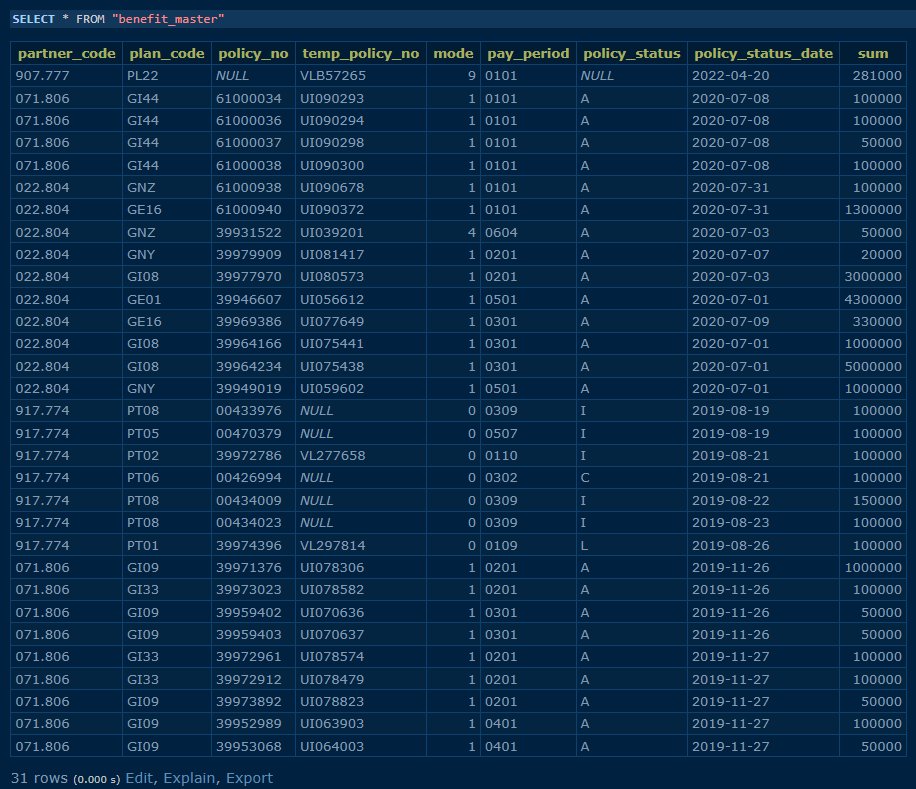 SELECT * FROM "benefit_master"
partner_code plan_code policy_no temp_policy_no mode pay_period policy_status policy_status_date sum
907.777 PL22 NULL VLB57265 9 0101 NULL 2022-04-20 281000
071.806 GI44 61000034 UI090293 1 0101 A 2020-07-08 100000
071.806 GI44 61000036 UI090294 1 0101 A 2020-07-08 100000
071.806 GI44 61000037 UI090298 1 0101 A 2020-07-08 50000
071.806 GI44 61000038 UI090300 1 0101 A 2020-07-08 100000
022.804 GNZ 61000938 UI090678 1 0101 A 2020-07-31 100000
022.804 GE16 61000940 UI090372 1 0101 A 2020-07-31 1300000
022.804 GNZ 39931522 UI039201 4 0604 A 2020-07-03 50000
022.804 GNY 39979909 UI081417 1 0201 A 2020-07-07 20000
022.804 GI08 39977970 UI080573 1 0201 A 2020-07-03 3000000
022.804 GE01 39946607 UI056612 1 0501 A 2020-07-01 4300000
022.804 GE16 39969386 UI077649 1 0301 A 2020-07-09 330000
022.804 GI08 39964166 UI075441 1 0301 A 2020-07-01 1000000
022.804 GI08 39964234 UI075438 1 0301 A 2020-07-01 5000000
022.804 GNY 39949019 UI059602 1 0501 A 2020-07-01 1000000
917.774 PT08 00433976 NULL 0 0309 I 2019-08-19 100000
917.774 PT05 00470379 NULL 0 0507 I 2019-08-19 100000
917.774 PT02 39972786 VL277658 0 0110 I 2019-08-21 100000
917.774 PT06 00426994 NULL 0 0302 C 2019-08-21 100000
917.774 PT08 00434009 NULL 0 0309 I 2019-08-22 150000
917.774 PT08 00434023 NULL 0 0309 I 2019-08-23 100000
917.774 PT01 39974396 VL297814 0 0109 L 2019-08-26 100000
071.806 GI09 39971376 UI078306 1 0201 A 2019-11-26 1000000
071.806 GI33 39973023 UI078582 1 0201 A 2019-11-26 100000
071.806 GI09 39959402 UI070636 1 0301 A 2019-11-26 50000
071.806 GI09 39959403 UI070637 1 0301 A 2019-11-26 50000
071.806 GI33 39972961 UI078574 1 0201 A 2019-11-27 100000
071.806 GI33 39972912 UI078479 1 0201 A 2019-11-27 100000
071.806 GI09 39973892 UI078823 1 0201 A 2019-11-27 50000
071.806 GI09 39952989 UI063903 1 0401 A 2019-11-27 100000
071.806 GI09 39953068 UI064003 1 0401 A 2019-11-27 50000
31 rows (0.000 s) Edit, Explain, Export